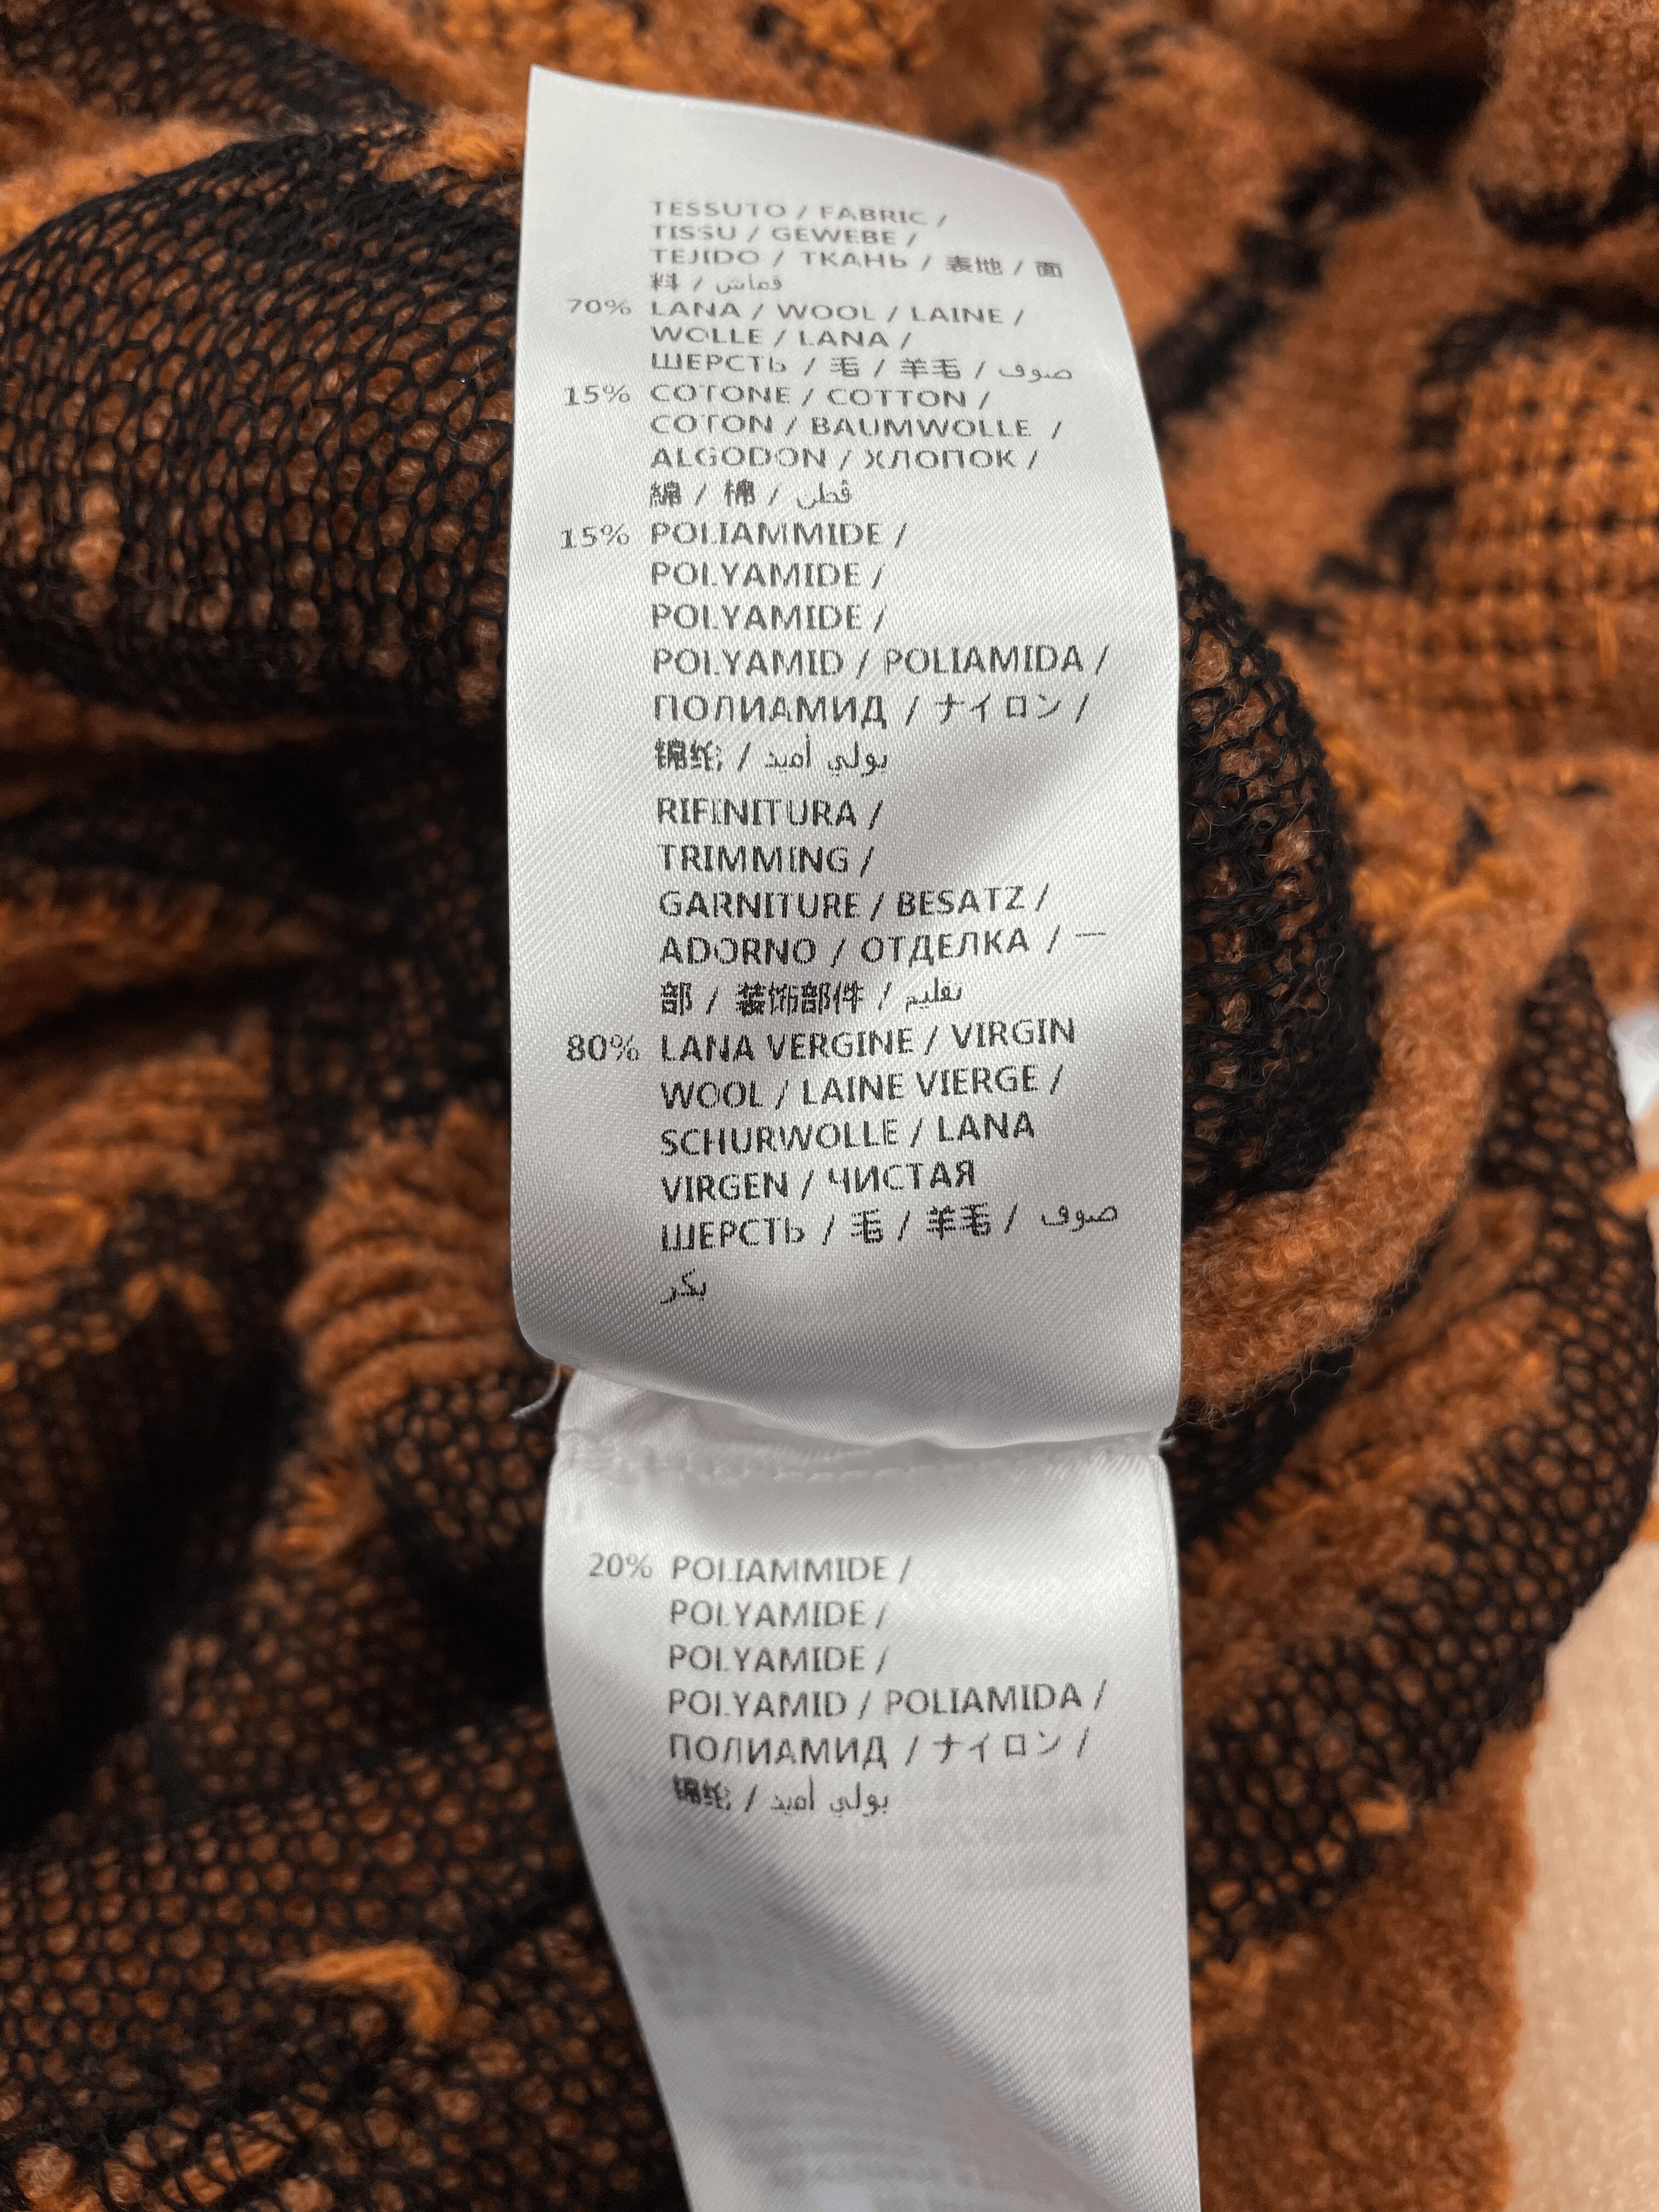 TESSUTO / FABRIC /
TISSU / GEWEBE /
TEJIDO / ТКАНЬ / 表地 / 面
料 / قماش
70% LANA / WOOL / LAINE /
WOLLE / LANA /
ШЕРСТЬ / 毛 / 羊毛 / صوف
15% COTONE / COTTON /
COTON / BAUMWOLLE /
ALGODON / ХЛОПОК /
綿 / 棉 / قطن
15% POLIAMMIDE /
POLYAMIDE /
POLYAMIDE /
POLYAMID / POLIAMIDA /
ПОЛИАМИД / ナイロン /
锦纶 / بولي أميد
RIFINITURA /
TRIMMING /
GARNITURE / BESATZ /
ADORNO / ОТДЕЛКА / 一
部 / 装饰部件 / تقليم
80% LANA VERGINE / VIRGIN
WOOL / LAINE VIERGE /
SCHURWOLLE / LANA
VIRGEN / ЧИСТАЯ
ШЕРСТЬ / 毛 / 羊毛 / صوف
بكر
20% POLIAMMIDE /
POLYAMIDE /
POLYAMIDE /
POLYAMID / POLIAMIDA /
ПОЛИАМИД / ナイロン /
锦纶 / بولي أميد